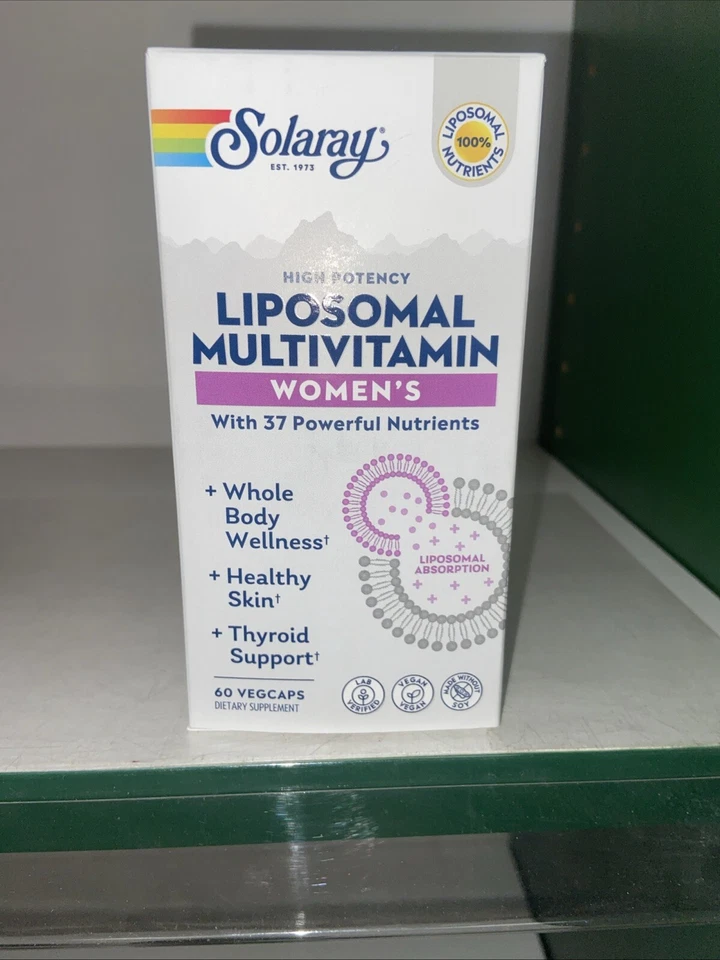 Solaray®
EST. 1973
LIPOSOMAL
100%
NUTRIENTS
HIGH POTENCY
LIPOSOMAL
MULTIVITAMIN
WOMEN'S
With 37 Powerful Nutrients
+ Whole
Body
Wellness†
+ Healthy
Skin†
+ Thyroid
Support†
LIPOSOMAL
ABSORPTION
60 VEGCAPS
DIETARY SUPPLEMENT
LAB
VERIFIED
VEGAN
VEGAN
MADE WITHOUT
SOY